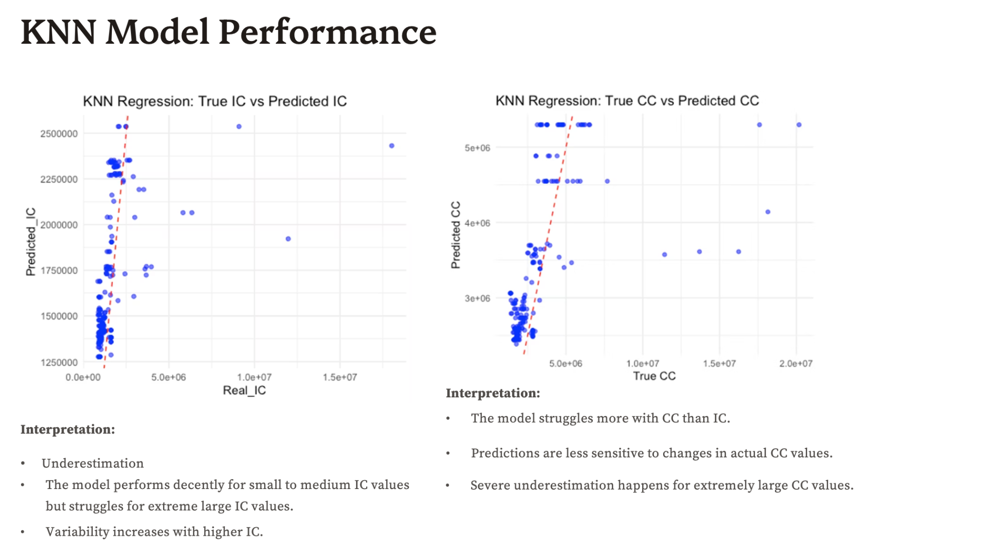 KNN Model Performance
KNN Regression: True IC vs Predicted IC
Predicted_IC
2500000
2250000
2000000
1750000
1500000
1250000
0.0e+00
5.0e+06
1.0e+07
1.5e+07
Real_IC
Interpretation:
• Underestimation
• The model performs decently for small to medium IC values
but struggles for extreme large IC values.
• Variability increases with higher IC.
KNN Regression: True CC vs Predicted CC
Predicted CC
5e+06
4e+06
3e+06
5.0e+06
1.0e+07
1.5e+07
2.0e+07
True CC
Interpretation:
• The model struggles more with CC than IC.
• Predictions are less sensitive to changes in actual CC values.
• Severe underestimation happens for extremely large CC values.